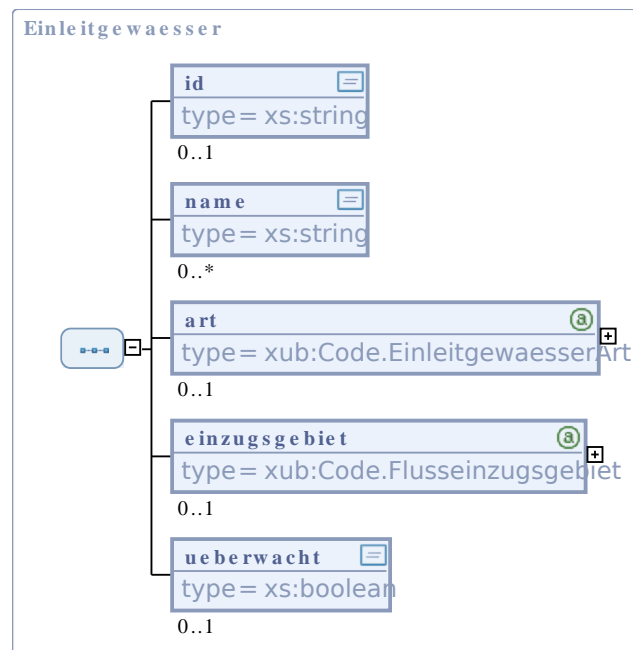 Einleitgewaesser
id
type= xs:string
0..1
name
type= xs:string
0..*
art
a
type= xub:Code.EinleitgewaesserArt
0..1
einzugsgebiet
a
type= xub:Code.Flusseinzugsgebiet
0..1
ueberwacht
type= xs:boolean
0..1